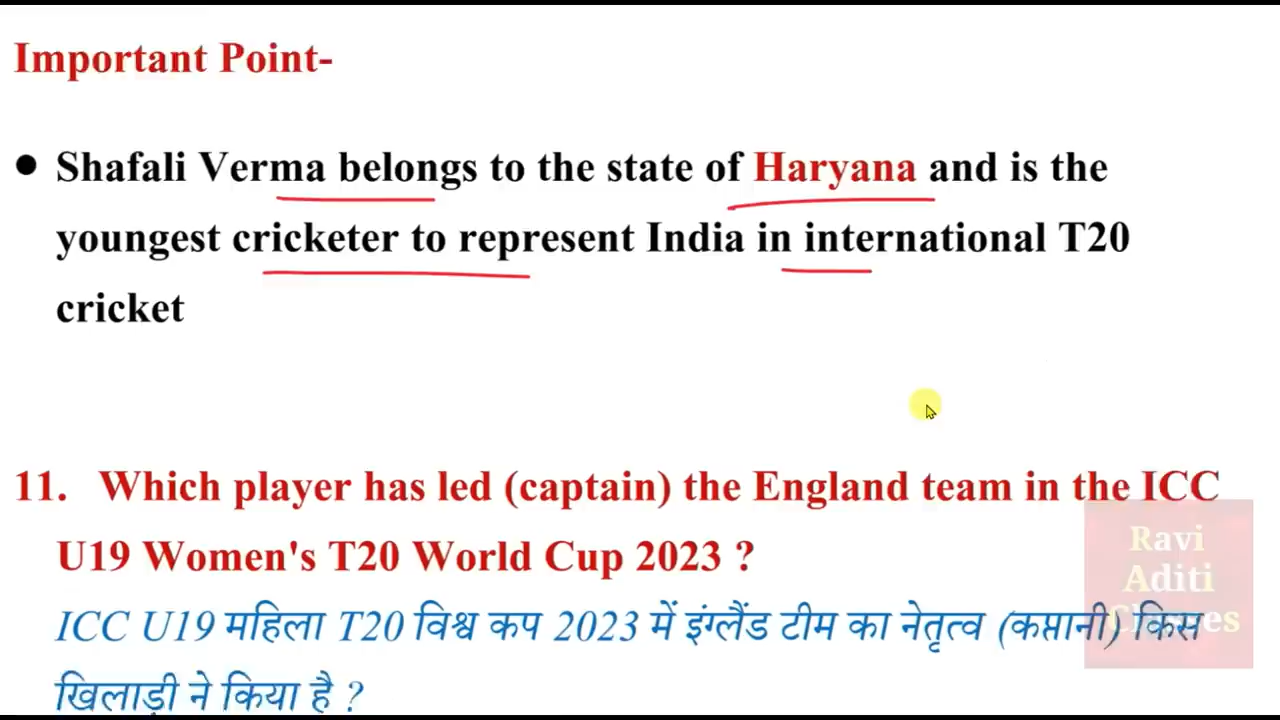 Important Point-
• Shafali Verma belongs to the state of Haryana and is the
youngest cricketer to represent India in international T20
cricket
11. Which player has led (captain) the England team in the ICC
U19 Women's T20 World Cup 2023 ?
ICC U19 महिला T20 विश्व कप 2023 में इंग्लैंड टीम का नेतृत्व (कप्तानी) किस
खिलाड़ी ने किया है ?
Ravi
Aditi
Classes